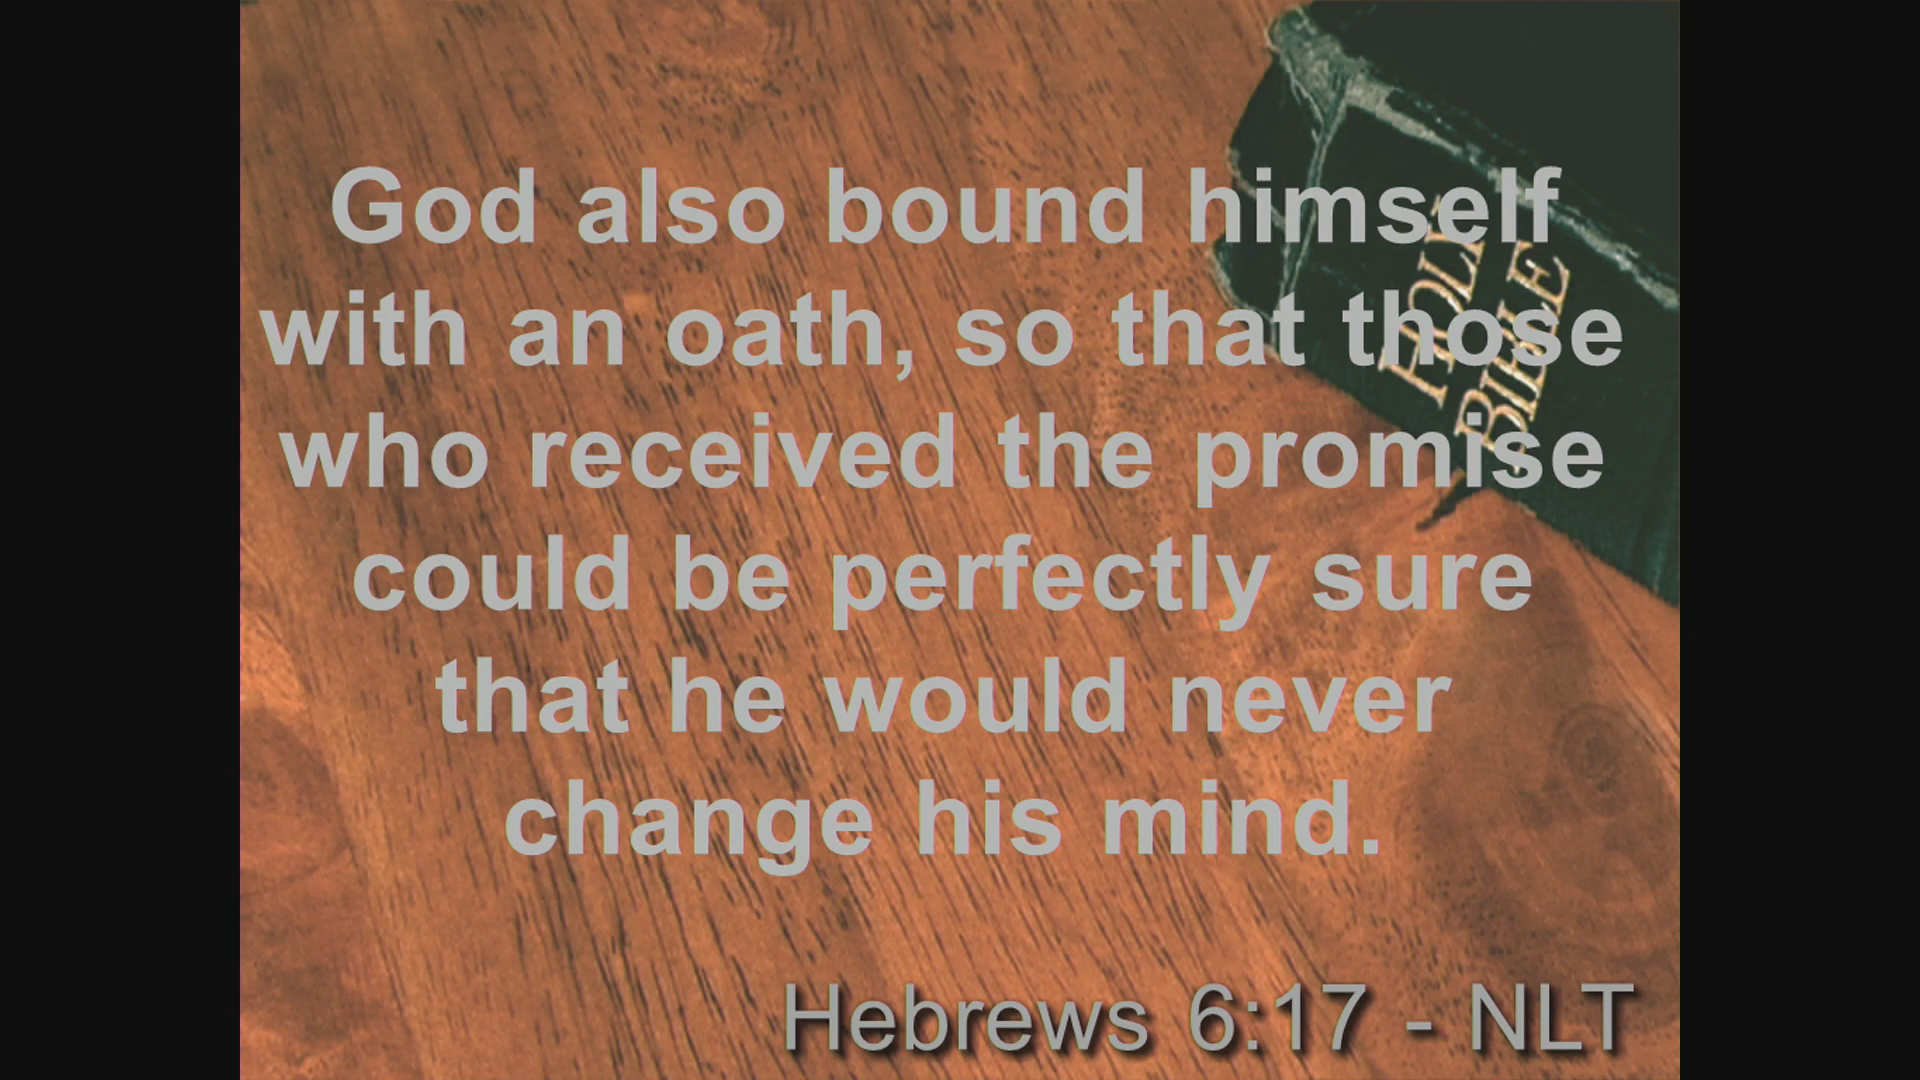 God also bound himself
with an oath, so that those
who received the promise
could be perfectly sure
that he would never
change his mind.
Hebrews 6:17 - NLT
HOLY
BIBLE